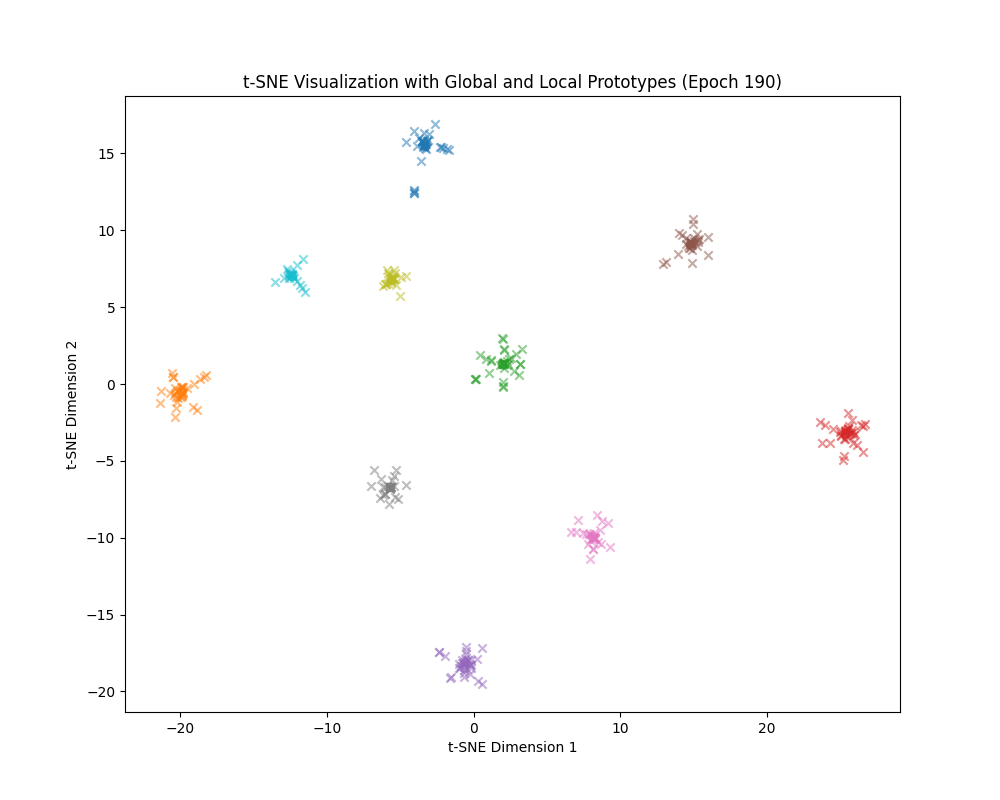 t-SNE Visualization with Global and Local Prototypes (Epoch 190)
15
10
5
0
−5
−10
−15
−20
t-SNE Dimension 2
−20 −10 0 10 20
t-SNE Dimension 1